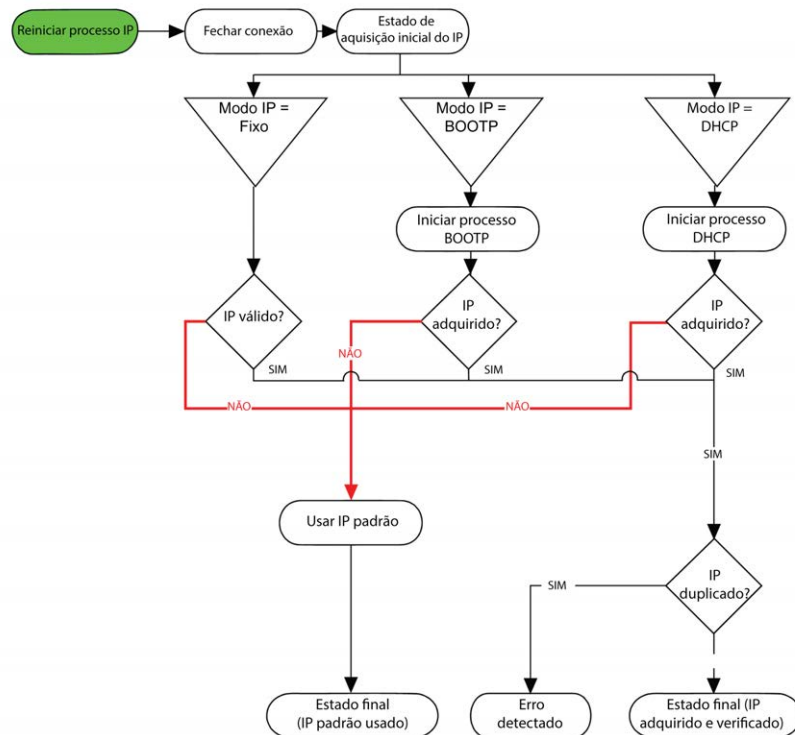 Reiniciar processo IP
Fechar conexão
Estado de
aquisição inicial do IP
Modo IP =
Fixo
Modo IP =
BOOTP
Modo IP =
DHCP
Iniciar processo
BOOTP
Iniciar processo
DHCP
IP válido?
IP
adquirido?
IP
adquirido?
NÃO
SIM
SIM
SIM
NÃO
NÃO
SIM
Usar IP padrão
IP
duplicado?
SIM
Estado final
(IP padrão usado)
Erro
detectado
Estado final (IP
adquirido e verificado)